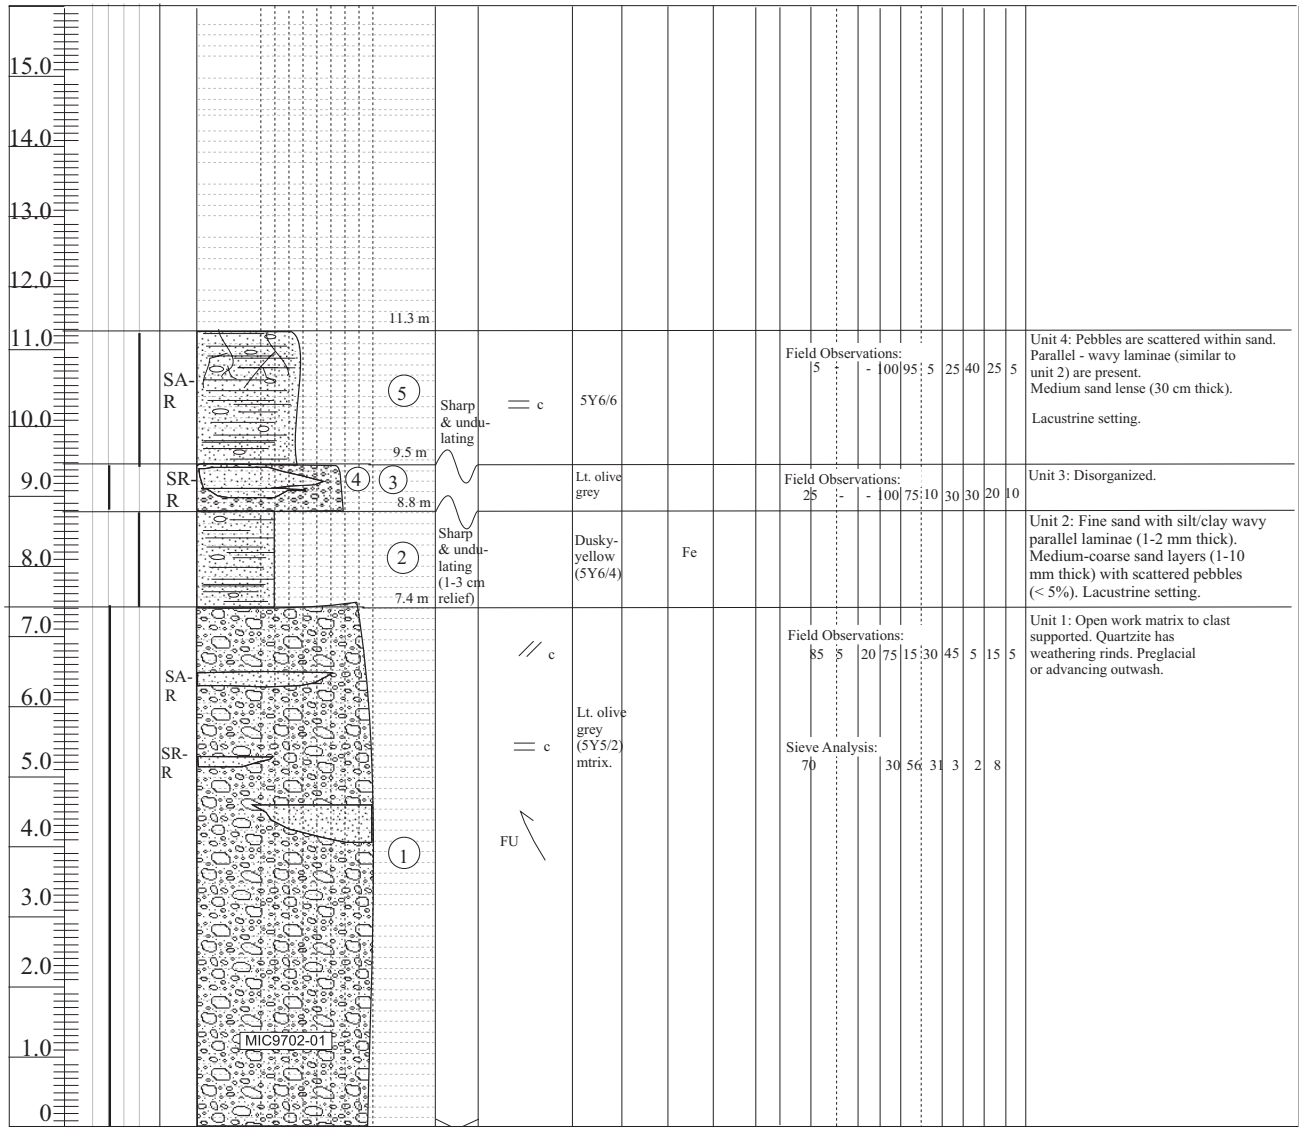 15.0
14.0
13.0
12.0
11.3 m
11.0
Field Observations:
5 - - 100 95 5 25 40 25 5
Unit 4: Pebbles are scattered within sand.
Parallel - wavy laminae (similar to
unit 2) are present.
Medium sand lense (30 cm thick).
Lacustrine setting.
SA-
R
5
Sharp
& undu-
lating
c
5Y6/6
10.0
9.5 m
9.0
SR-
R
4
3
8.8 m
Lt. olive
grey
Field Observations:
25 - - 100 75 10 30 30 20 10
Unit 3: Disorganized.
8.0
2
7.4 m
Sharp
& undu-
lating
(1-3 cm
relief)
Dusky-
yellow
(5Y6/4)
Fe
Unit 2: Fine sand with silt/clay wavy
parallel laminae (1-2 mm thick).
Medium-coarse sand layers (1-10
mm thick) with scattered pebbles
(< 5%). Lacustrine setting.
7.0
c
Field Observations:
85 5 20 75 15 30 45 5 15 5
Unit 1: Open work matrix to clast
supported. Quartzite has
weathering rinds. Preglacial
or advancing outwash.
SA-
R
6.0
SR-
R
c
Lt. olive
grey
(5Y5/2)
mtrix.
Sieve Analysis:
70 30 56 31 3 2 8
5.0
4.0
1
FU
3.0
2.0
MIC9702-01
1.0
0